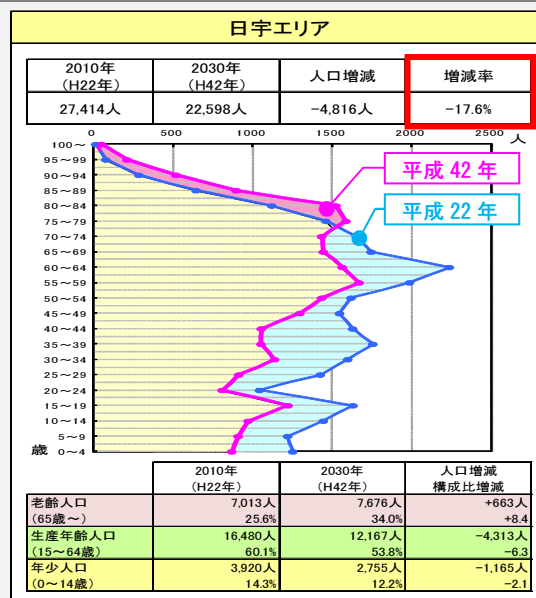 日宇エリア
2010年 2030年 人口増減 増減率
(H22年) (H42年)
27,414人 22,598人 −4,816人 −17.6%
0 500 1000 1500 2000 2500
人
100～
95～99
90～94
85～89
80～84
75～79
70～74
65～69
60～64
55～59
50～54
45～49
40～44
35～39
30～34
25～29
20～24
15～19
10～14
5～9
歳 0～4
平成 42 年
平成 22 年
2010年 2030年 人口増減
(H22年) (H42年) 構成比増減
老齢人口 7,013人 7,676人 +663人
(65歳～) 25.6% 34.0% +8.4
生産年齢人口 16,480人 12,167人 −4,313人
(15～64歳) 60.1% 53.8% −6.3
年少人口 3,920人 2,755人 −1,165人
(0～14歳) 14.3% 12.2% −2.1